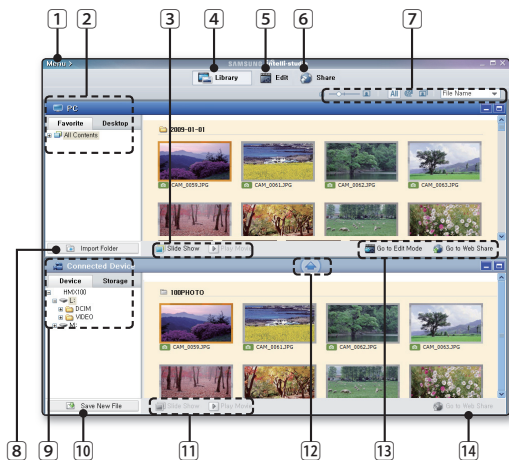 1 2 3 4 5 6 7
Menu > SAMSUNG intelli-studio
Library Edit Share
All File Name
PC
Favorite Desktop
All Contents
2009-01-01
CAM_0059.JPG CAM_0061.JPG CAM_0062.JPG CAM_0063.JPG
Import Folder Slide Show Play Movie Go to Edit Mode Go to Web Share
Connected Device
Device Storage
HMX100
L:
DCIM
VIDEO
M:
100PHOTO
CAM_0059.JPG CAM_0061.JPG CAM_0062.JPG CAM_0063.JPG
Save New File Slide Show Play Movie Go to Web Share
8 9 10 11 12 13 14